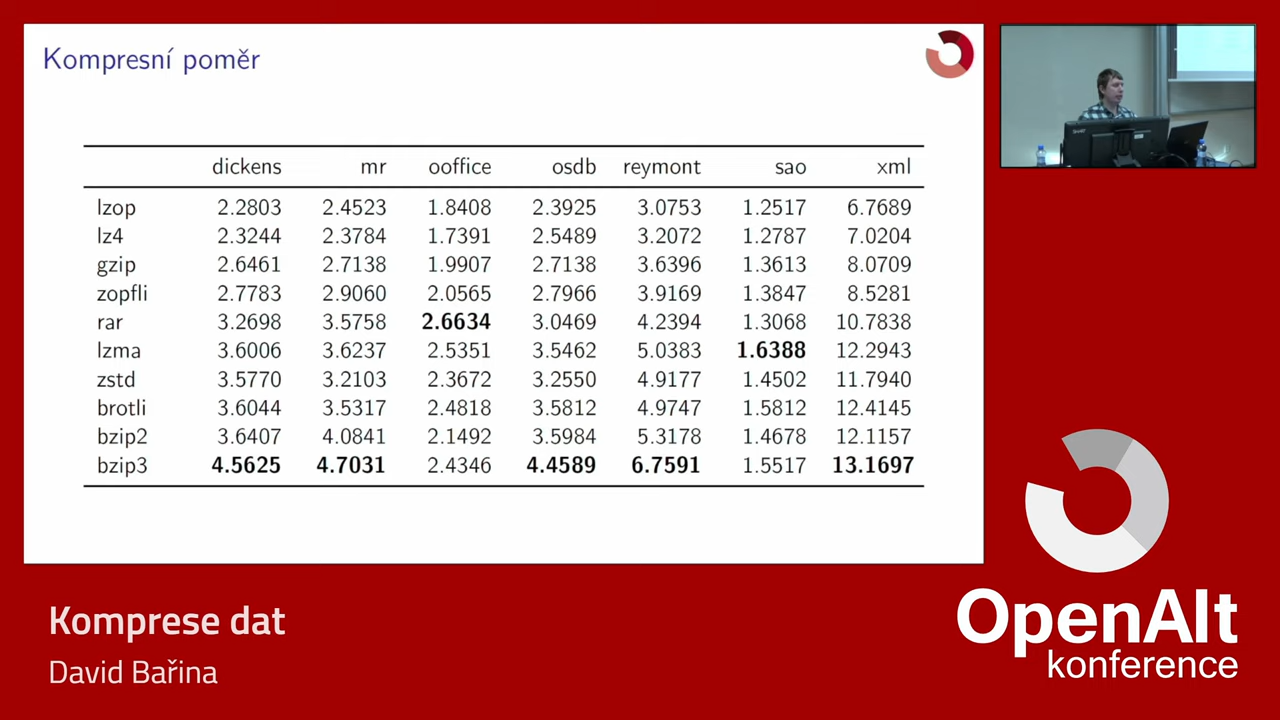 Kompresní poměr
dickens mr ooffice osdb reymont sao xml
lzop 2.2803 2.4523 1.8408 2.3925 3.0753 1.2517 6.7689
lz4 2.3244 2.3784 1.7391 2.5489 3.2072 1.2787 7.0204
gzip 2.6461 2.7138 1.9907 2.7138 3.6396 1.3613 8.0709
zopfli 2.7783 2.9060 2.0565 2.7966 3.9169 1.3847 8.5281
rar 3.2698 3.5758 2.6634 3.0469 4.2394 1.3068 10.7838
lzma 3.6006 3.6237 2.5351 3.5462 5.0383 1.6388 12.2943
zstd 3.5770 3.2103 2.3672 3.2550 4.9177 1.4502 11.7940
brotli 3.6044 3.5317 2.4818 3.5812 4.9747 1.5812 12.4145
bzip2 3.6407 4.0841 2.1492 3.5984 5.3178 1.4678 12.1157
bzip3 4.5625 4.7031 2.4346 4.4589 6.7591 1.5517 13.1697
Komprese dat
David Bařina
OpenAlt
konference